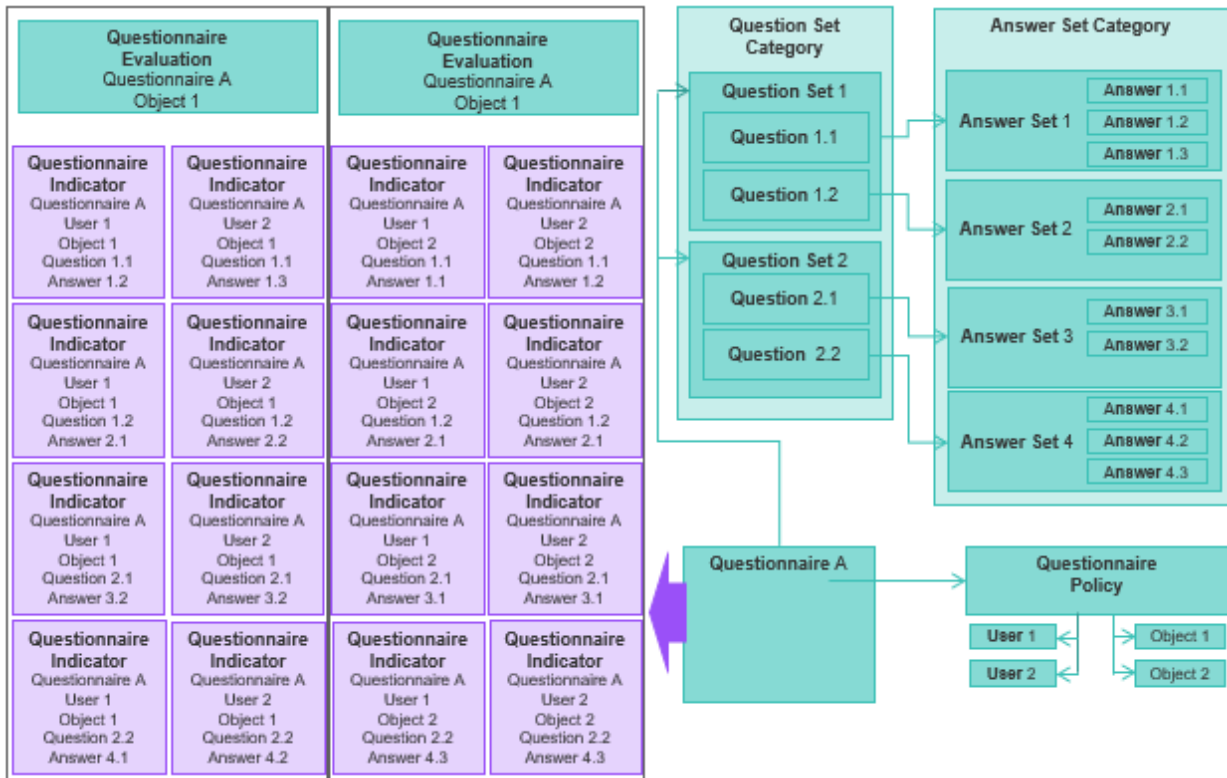 Questionnaire
Evaluation
Questionnaire A
Object 1
Questionnaire
Evaluation
Questionnaire A
Object 1
Questionnaire
Indicator
Questionnaire A
User 1
Object 1
Question 1.1
Answer 1.2
Questionnaire
Indicator
Questionnaire A
User 2
Object 1
Question 1.1
Answer 1.3
Questionnaire
Indicator
Questionnaire A
User 1
Object 2
Question 1.1
Answer 1.1
Questionnaire
Indicator
Questionnaire A
User 2
Object 2
Question 1.1
Answer 1.2
Questionnaire
Indicator
Questionnaire A
User 1
Object 1
Question 1.2
Answer 2.1
Questionnaire
Indicator
Questionnaire A
User 2
Object 1
Question 1.2
Answer 2.2
Questionnaire
Indicator
Questionnaire A
User 1
Object 2
Question 1.2
Answer 2.1
Questionnaire
Indicator
Questionnaire A
User 2
Object 2
Question 1.2
Answer 2.1
Questionnaire
Indicator
Questionnaire A
User 1
Object 1
Question 2.1
Answer 3.2
Questionnaire
Indicator
Questionnaire A
User 2
Object 1
Question 2.1
Answer 3.2
Questionnaire
Indicator
Questionnaire A
User 1
Object 2
Question 2.1
Answer 3.1
Questionnaire
Indicator
Questionnaire A
User 2
Object 2
Question 2.1
Answer 3.1
Questionnaire
Indicator
Questionnaire A
User 1
Object 1
Question 2.2
Answer 4.1
Questionnaire
Indicator
Questionnaire A
User 2
Object 1
Question 2.2
Answer 4.2
Questionnaire
Indicator
Questionnaire A
User 1
Object 2
Question 2.2
Answer 4.3
Questionnaire
Indicator
Questionnaire A
User 2
Object 2
Question 2.2
Answer 4.3
Question Set
Category
Question Set 1
Question 1.1
Question 1.2
Question Set 2
Question 2.1
Question 2.2
Answer Set Category
Answer Set 1
Answer 1.1
Answer 1.2
Answer 1.3
Answer Set 2
Answer 2.1
Answer 2.2
Answer Set 3
Answer 3.1
Answer 3.2
Answer Set 4
Answer 4.1
Answer 4.2
Answer 4.3
Questionnaire A
Questionnaire
Policy
User 1
Object 1
User 2
Object 2